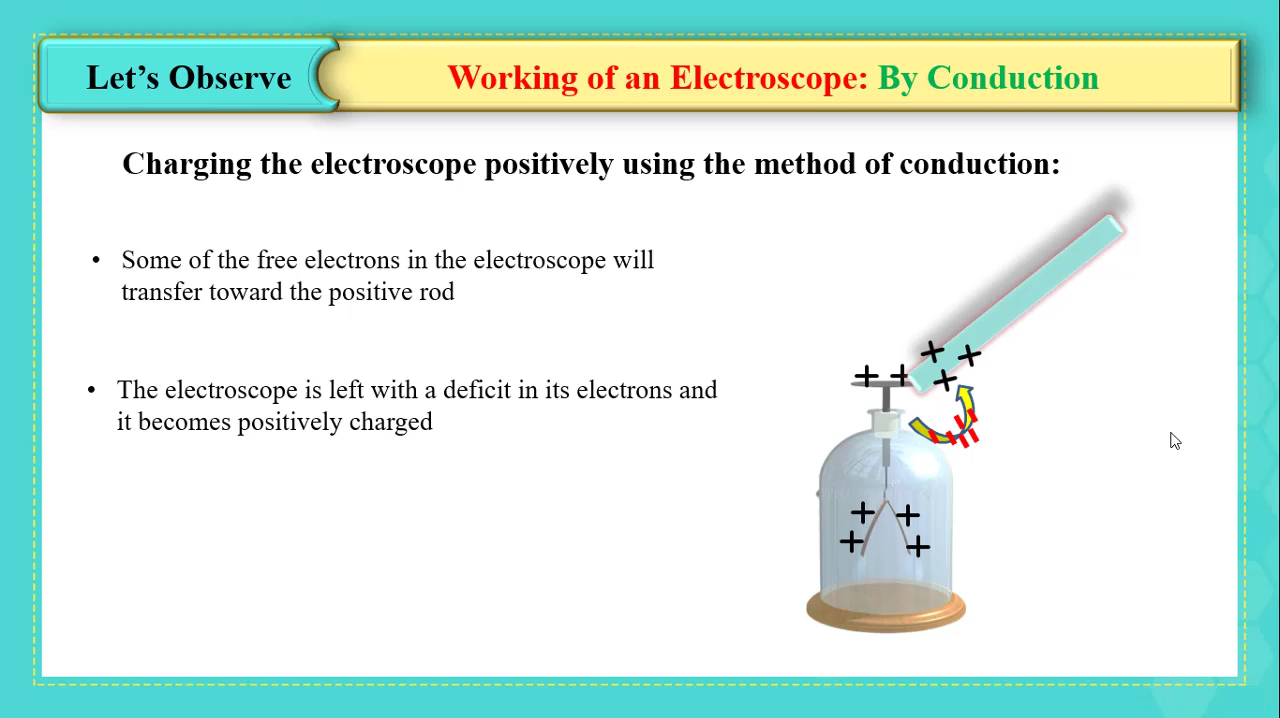 Let’s Observe
Working of an Electroscope: By Conduction
Charging the electroscope positively using the method of conduction:
• Some of the free electrons in the electroscope will
transfer toward the positive rod
• The electroscope is left with a deficit in its electrons and
it becomes positively charged
+ +
+ + +
+ +
+ +